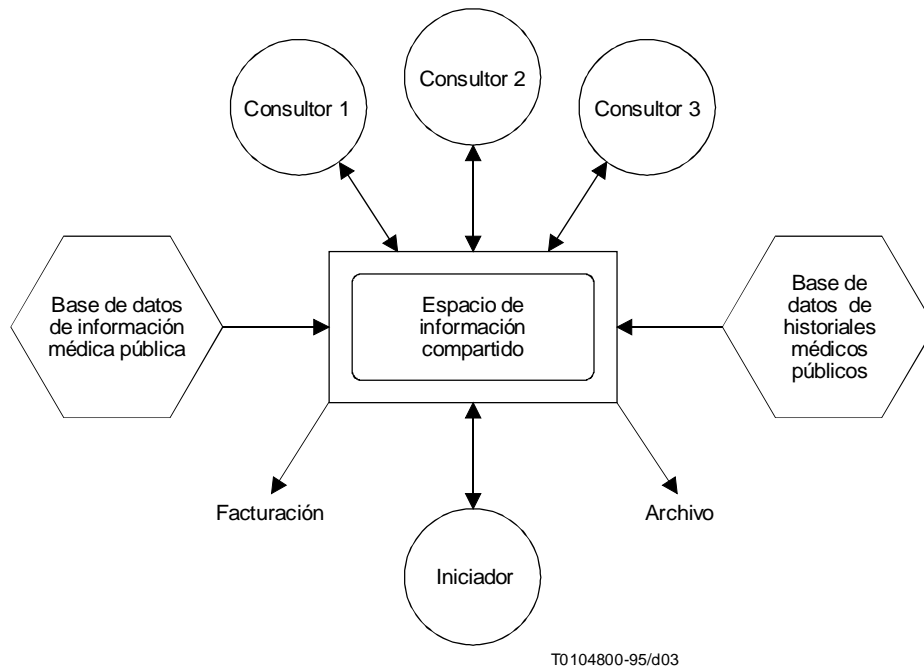 Consultor 1
Consultor 2
Consultor 3
Base de datos
de información
médica pública
Espacio de
información
compartido
Base de
datos de
historiales
médicos
públicos
Facturación
Archivo
Iniciador
T0104800-95/d03